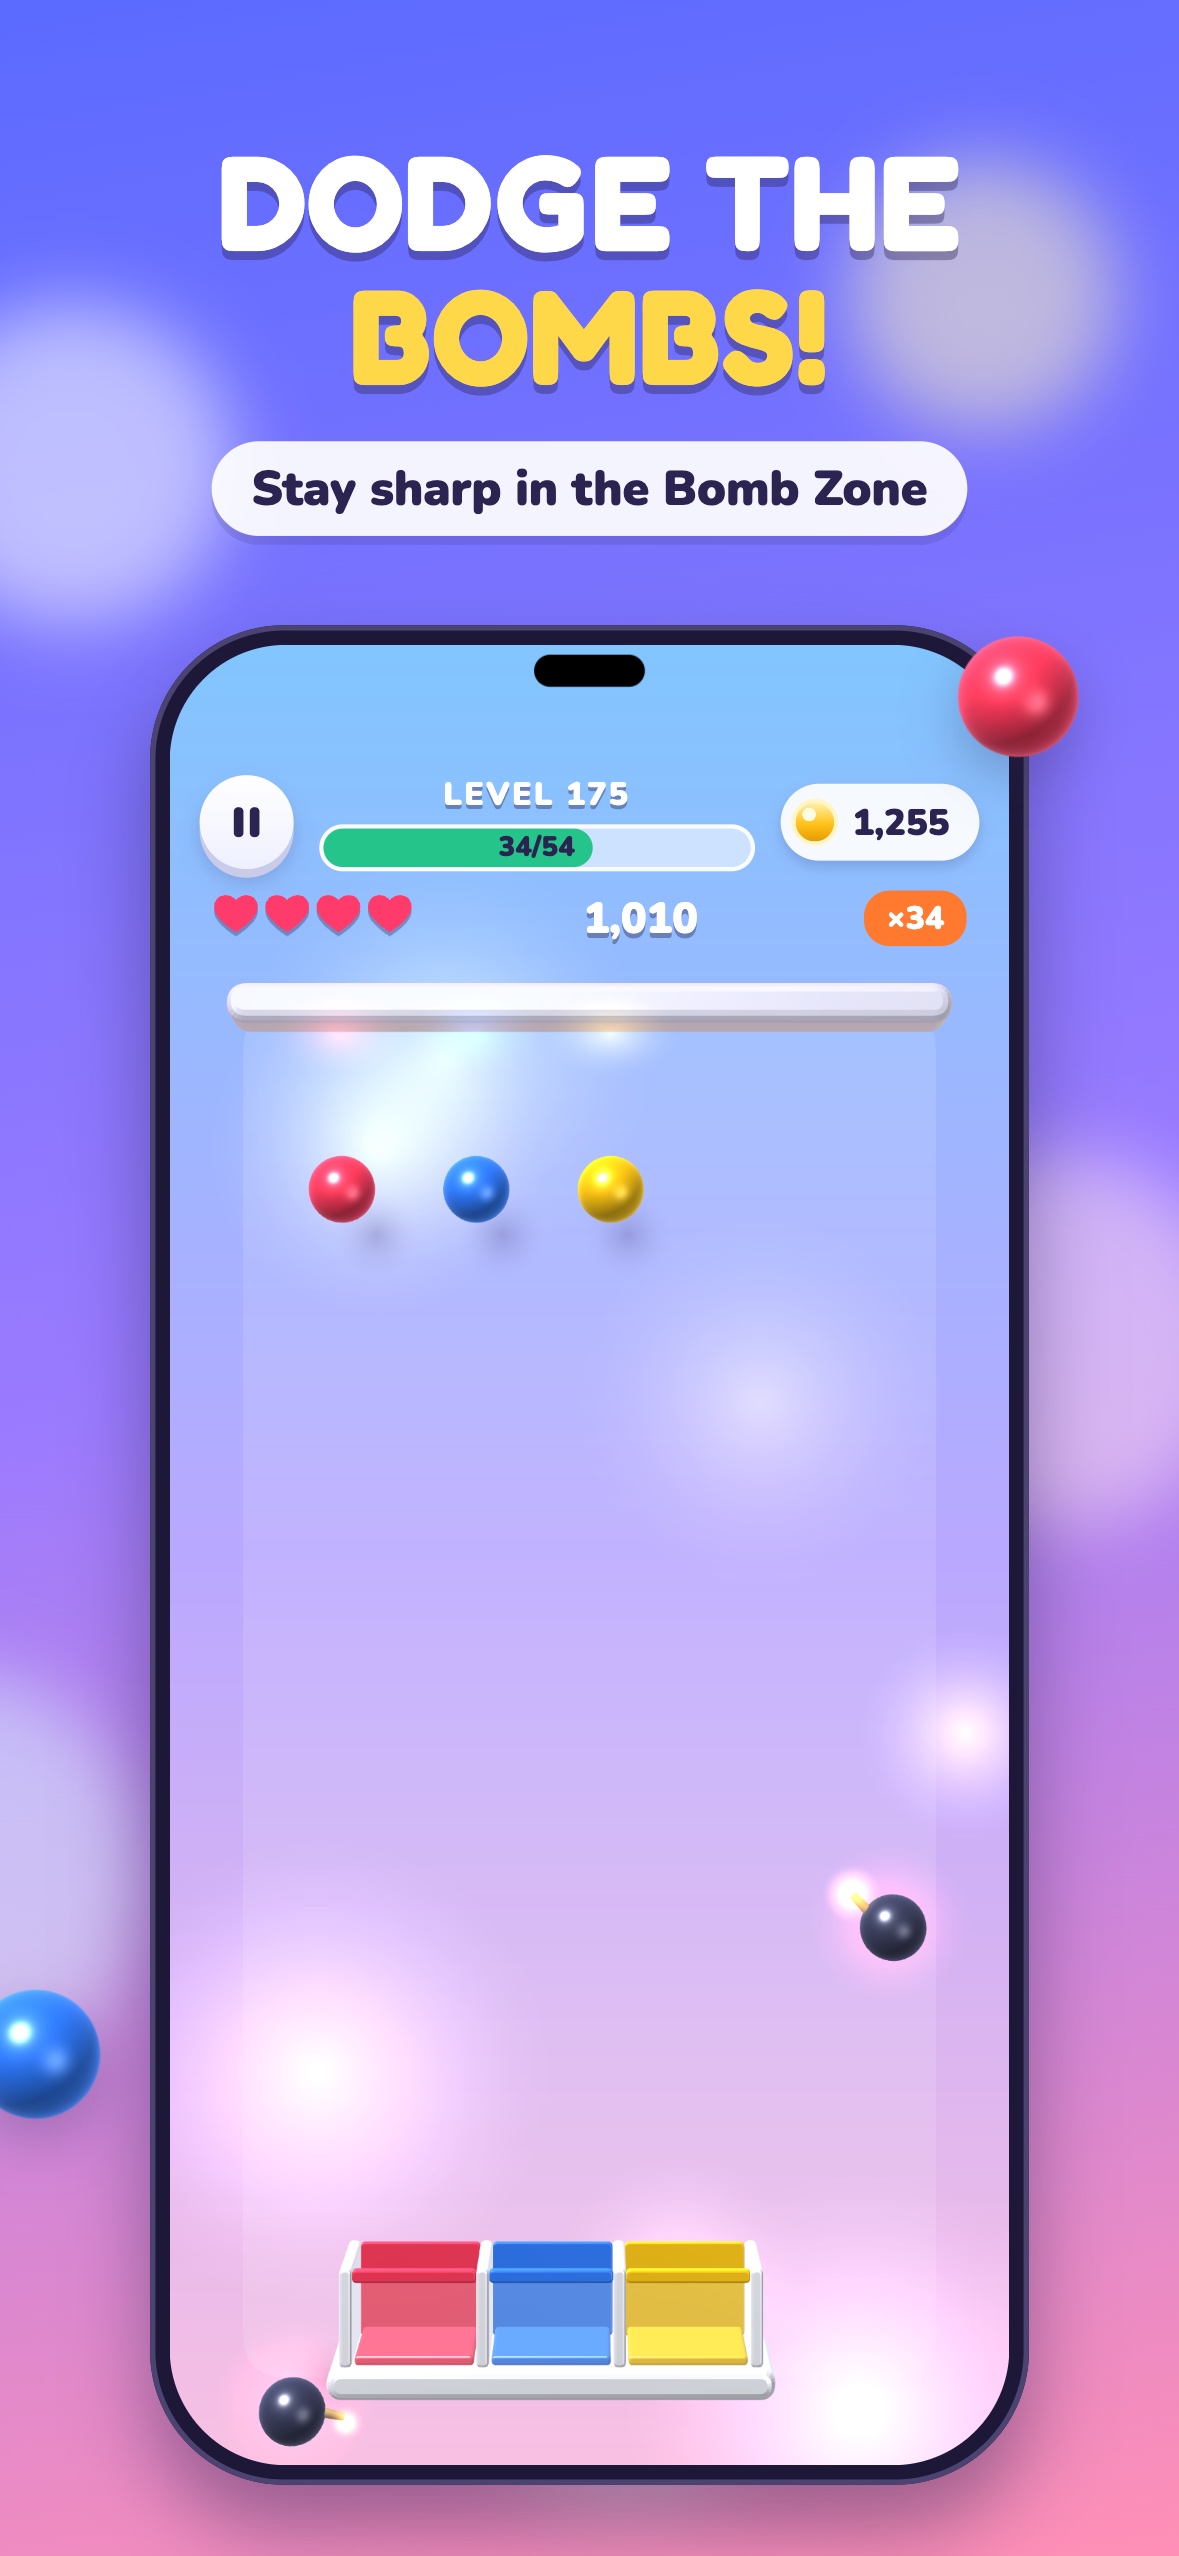 DODGE THE
BOMBS!
Stay sharp in the Bomb Zone
LEVEL 175
34/54
1,255
1,010
×34